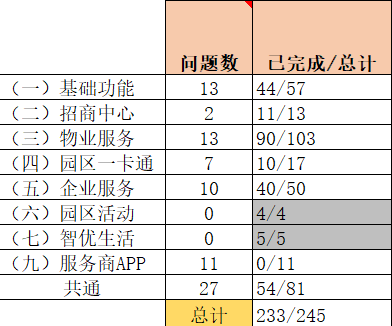 问题数 已完成/总计
（一）基础功能 13 44/57
（二）招商中心 2 11/13
（三）物业服务 13 90/103
（四）园区一卡通 7 10/17
（五）企业服务 10 40/50
（六）园区活动 0 4/4
（七）智优生活 0 5/5
（九）服务商APP 11 0/11
共通 27 54/81
总计 233/245